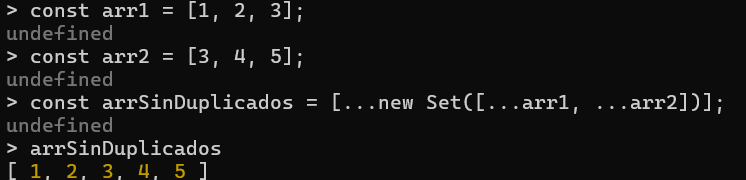 > const arr1 = [1, 2, 3];
undefined
> const arr2 = [3, 4, 5];
undefined
> const arrSinDuplicados = [...new Set([...arr1, ...arr2])];
undefined
> arrSinDuplicados
[ 1, 2, 3, 4, 5 ]